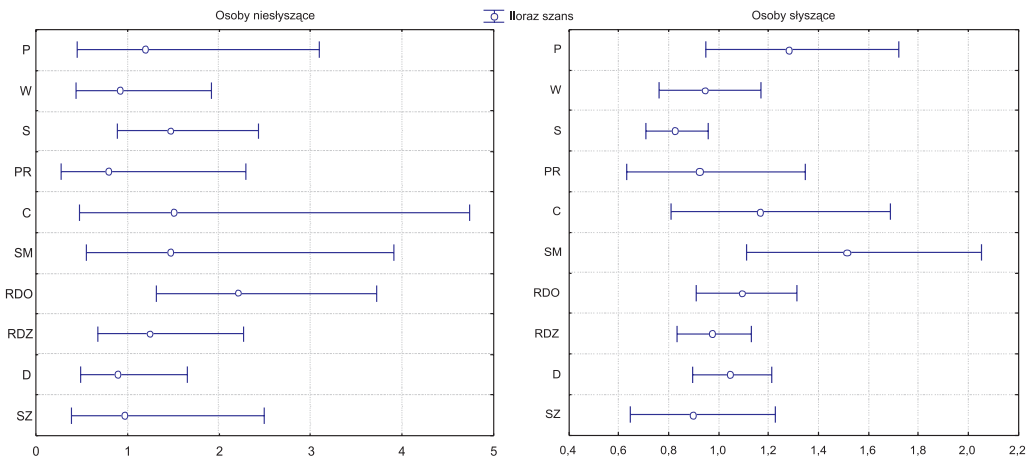 Osoby niesłyszące
Iloraz szans
Osoby słyszące
P
W
S
PR
C
SM
RDO
RDZ
D
SZ
0 1 2 3 4 5
P
W
S
PR
C
SM
RDO
RDZ
D
SZ
0,4 0,6 0,8 1,0 1,2 1,4 1,6 1,8 2,0 2,2